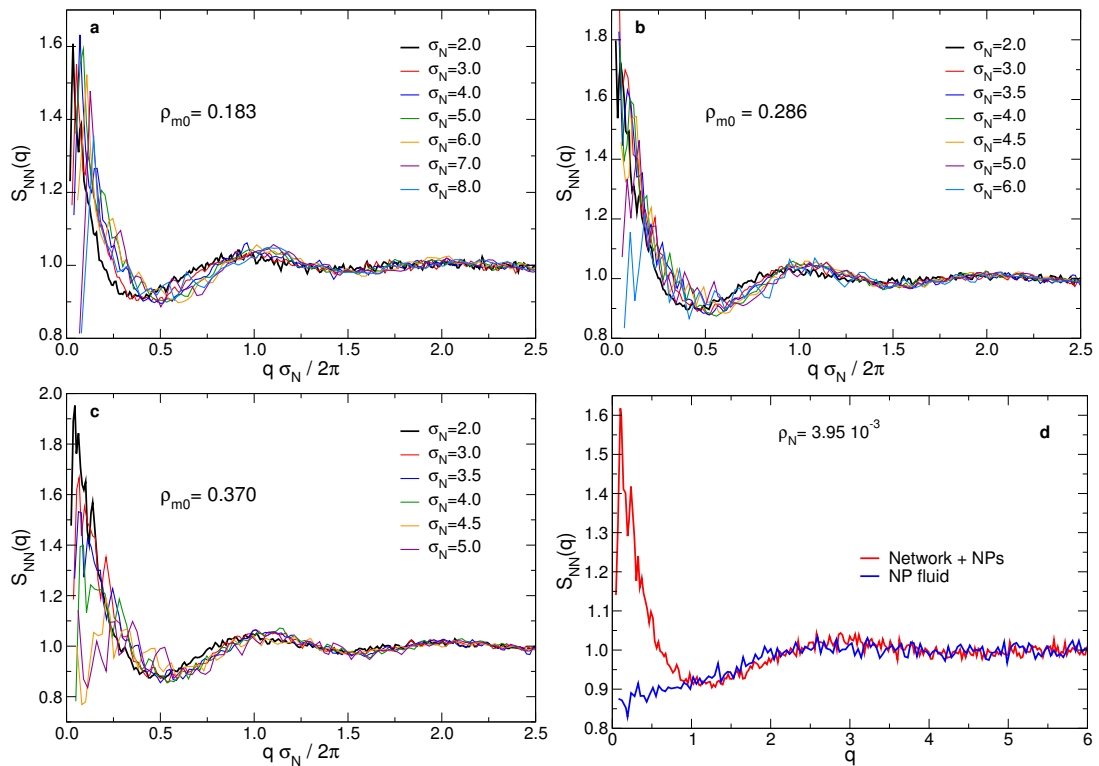 a
ρm0 = 0.183
σN=2.0
σN=3.0
σN=4.0
σN=5.0
σN=6.0
σN=7.0
σN=8.0
SNN(q)
1.6
1.4
1.2
1.0
0.8
0.0 0.5 1.0 1.5 2.0 2.5
q σN / 2π
b
ρm0 = 0.286
σN=2.0
σN=3.0
σN=3.5
σN=4.0
σN=4.5
σN=5.0
σN=6.0
SNN(q)
1.8
1.6
1.4
1.2
1.0
0.8
0.0 0.5 1.0 1.5 2.0 2.5
q σN / 2π
c
ρm0 = 0.370
σN=2.0
σN=3.0
σN=3.5
σN=4.0
σN=4.5
σN=5.0
SNN(q)
2.0
1.8
1.6
1.4
1.2
1.0
0.8
0.0 0.5 1.0 1.5 2.0 2.5
q σN / 2π
ρN= 3.95 10-3
d
Network + NPs
NP fluid
SNN(q)
1.6
1.5
1.4
1.3
1.2
1.1
1.0
0.9
0.8
0 1 2 3 4 5 6
q